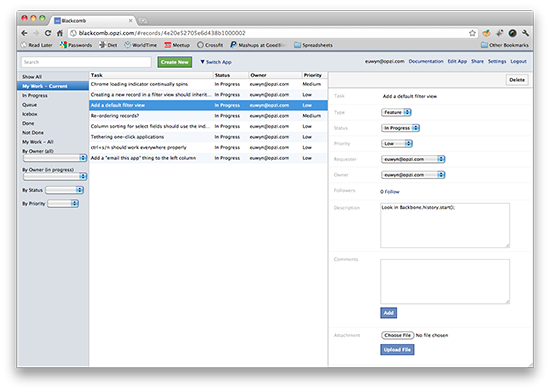 Blackcomb
blackcomb.opzi.com/#records/4e20e52705e6d438b1000002
Read Later Passwords Diet WorldTime Meetup Crossfit Mashups at GoodBle Spreadsheets Other Bookmarks
Search Create New ▼ Switch App euwyn@opzi.com Documentation Edit App Share Settings Logout
Show All
My Work - Current
In Progress
Queue
Icebox
Done
Not Done
My Work - All
By Owner (all)
By Owner (in progress)
By Status
By Priority
Task Status Owner Priority
Chrome loading indicator continually spins In Progress euwyn@opzi.com Medium
Creating a new record in a filter view should inherit... In Progress euwyn@opzi.com Low
Add a default filter view In Progress euwyn@opzi.com Low
Re-ordering records? In Progress euwyn@opzi.com Medium
Column sorting for select fields should use the ind... In Progress euwyn@opzi.com Low
Tethering one-click applications In Progress euwyn@opzi.com Low
ctrl+s/n should work everywhere properly In Progress euwyn@opzi.com Low
Add a "email this app" thing to the left column In Progress euwyn@opzi.com Low
Delete
Task Add a default filter view
Type Feature
Status In Progress
Priority Low
Requester euwyn@opzi.com
Owner euwyn@opzi.com
Followers 0 Follow
Description Look in Backbone.history.start();
Comments
Add
Attachment Choose File No file chosen
Upload File